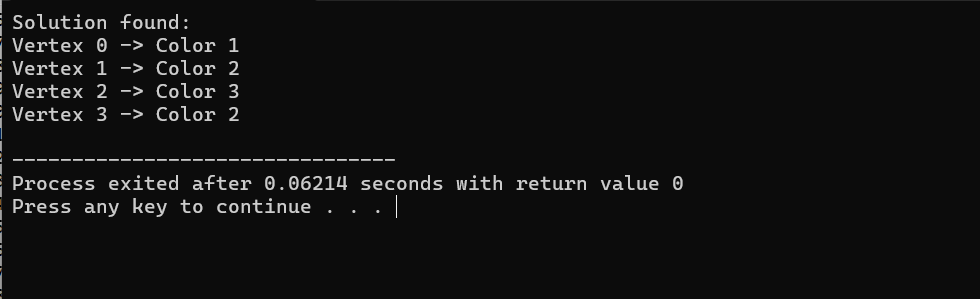 Solution found:
Vertex 0 -> Color 1
Vertex 1 -> Color 2
Vertex 2 -> Color 3
Vertex 3 -> Color 2
--------------------------------
Process exited after 0.06214 seconds with return value 0
Press any key to continue . . .